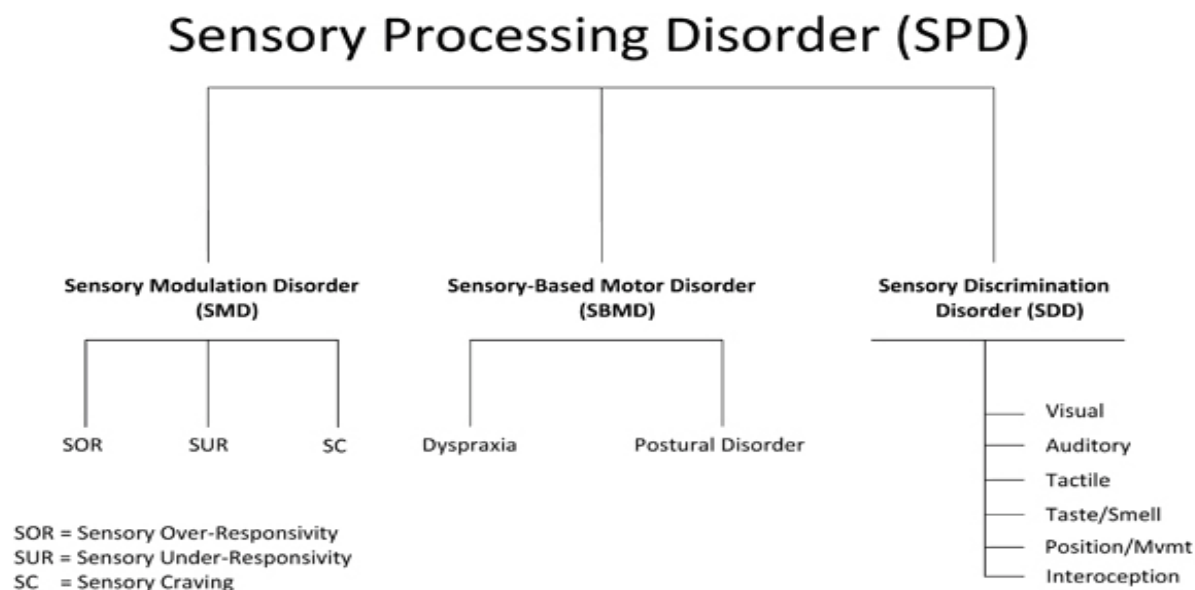 Sensory Processing Disorder (SPD)
Sensory Modulation Disorder
(SMD)
Sensory-Based Motor Disorder
(SBMD)
Sensory Discrimination
Disorder (SDD)
SOR
SUR
SC
Dyspraxia
Postural Disorder
Visual
Auditory
Tactile
Taste/Smell
Position/Mvmt
Interoception
SOR = Sensory Over-Responsivity
SUR = Sensory Under-Responsivity
SC = Sensory Craving